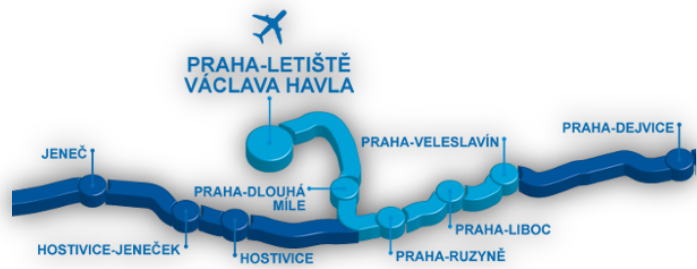 PRAHA-LETIŠTĚ
VÁCLAVA HAVLA
PRAHA-DEJVICE
PRAHA-VELESLAVÍN
JENEČ
PRAHA-DLOUHÁ
MÍLE
PRAHA-LIBOC
HOSTIVICE-JENEČEK
HOSTIVICE
PRAHA-RUZYNĚ